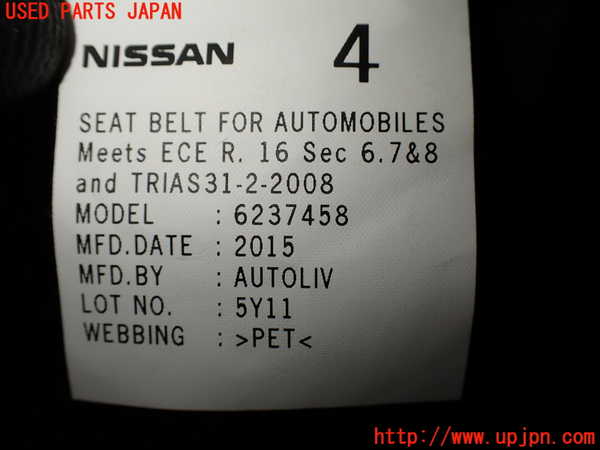 USED PARTS JAPAN
NISSAN 4
SEAT BELT FOR AUTOMOBILES
Meets ECE R. 16 Sec 6.7&8
and TRIAS31-2-2008
MODEL : 6237458
MFD.DATE : 2015
MFD.BY : AUTOLIV
LOT NO. : 5Y11
WEBBING : >PET<
http://www.upjpn.com/